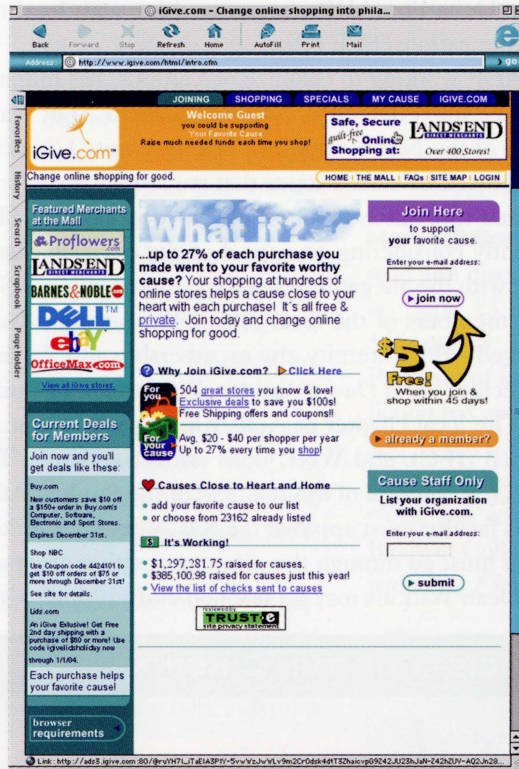 iGive.com - Change online shopping into phila...
Back Forward Stop Refresh Home AutoFill Print Mail
Address: http://www.igive.com/html/intro.cfm go
Favorites
History
Search
Scrapbook
Page Holder
JOINING SHOPPING SPECIALS MY CAUSE IGIVE.COM
iGive.com™
Welcome Guest
you could be supporting
Your Favorite Cause
Raise much needed funds each time you shop!
Safe, Secure
guilt-free Online
Shopping at:
LANDS'END
DIRECT MERCHANTS
Over 400 Stores!
Change online shopping for good.
HOME | THE MALL | FAQs | SITE MAP | LOGIN
Featured Merchants
at the Mall
Proflowers
.com
LANDS'END
DIRECT MERCHANTS
BARNES&NOBLE.com
DELL™
ebY
OfficeMax.com
View all iGive stores.
Current Deals
for Members
Join now and you'll
get deals like these:
Buy.com
New customers save $10 off
a $150+ order in Buy.com's
Computer, Software,
Electronic and Sport Stores.
Expires December 31st.
Shop NBC
Use Coupon code 4424101 to
get $10 off orders of $75 or
more through December 31st!
See site for details.
Lids.com
An iGive Exlusive! Get Free
2nd day shipping with a
purchase of $60 or more! Use
code igivelidsholiday now
through 1/1/04.
Each purchase helps
your favorite cause!
browser
requirements
What if?
...up to 27% of each purchase you
made went to your favorite worthy
cause? Your shopping at hundreds of
online stores helps a cause close to your
heart with each purchase! It's all free &
private. Join today and change online
shopping for good.
Why Join iGive.com? Click Here
For
you
504 great stores you know & love!
Exclusive deals to save you $100s!
Free Shipping offers and coupons!!
For
your
cause
Avg. $20 - $40 per shopper per year
Up to 27% every time you shop!
Causes Close to Heart and Home
• add your favorite cause to our list
• or choose from 23162 already listed
$ It's Working!
• $1,297,281.75 raised for causes.
• $385,100.98 raised for causes just this year!
• View the list of checks sent to causes
reviewed by
TRUSTe
site privacy statement
Join Here
to support
your favorite cause.
Enter your e-mail address:
join now
$5
Free!
When you join &
shop within 45 days!
already a member?
Cause Staff Only
List your organization
with iGive.com.
Enter your e-mail address:
submit